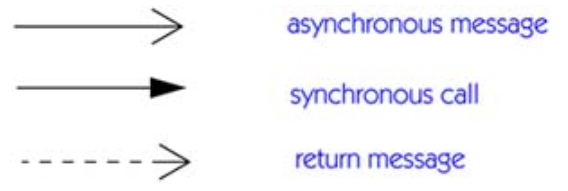 asynchronous message
synchronous call
return message